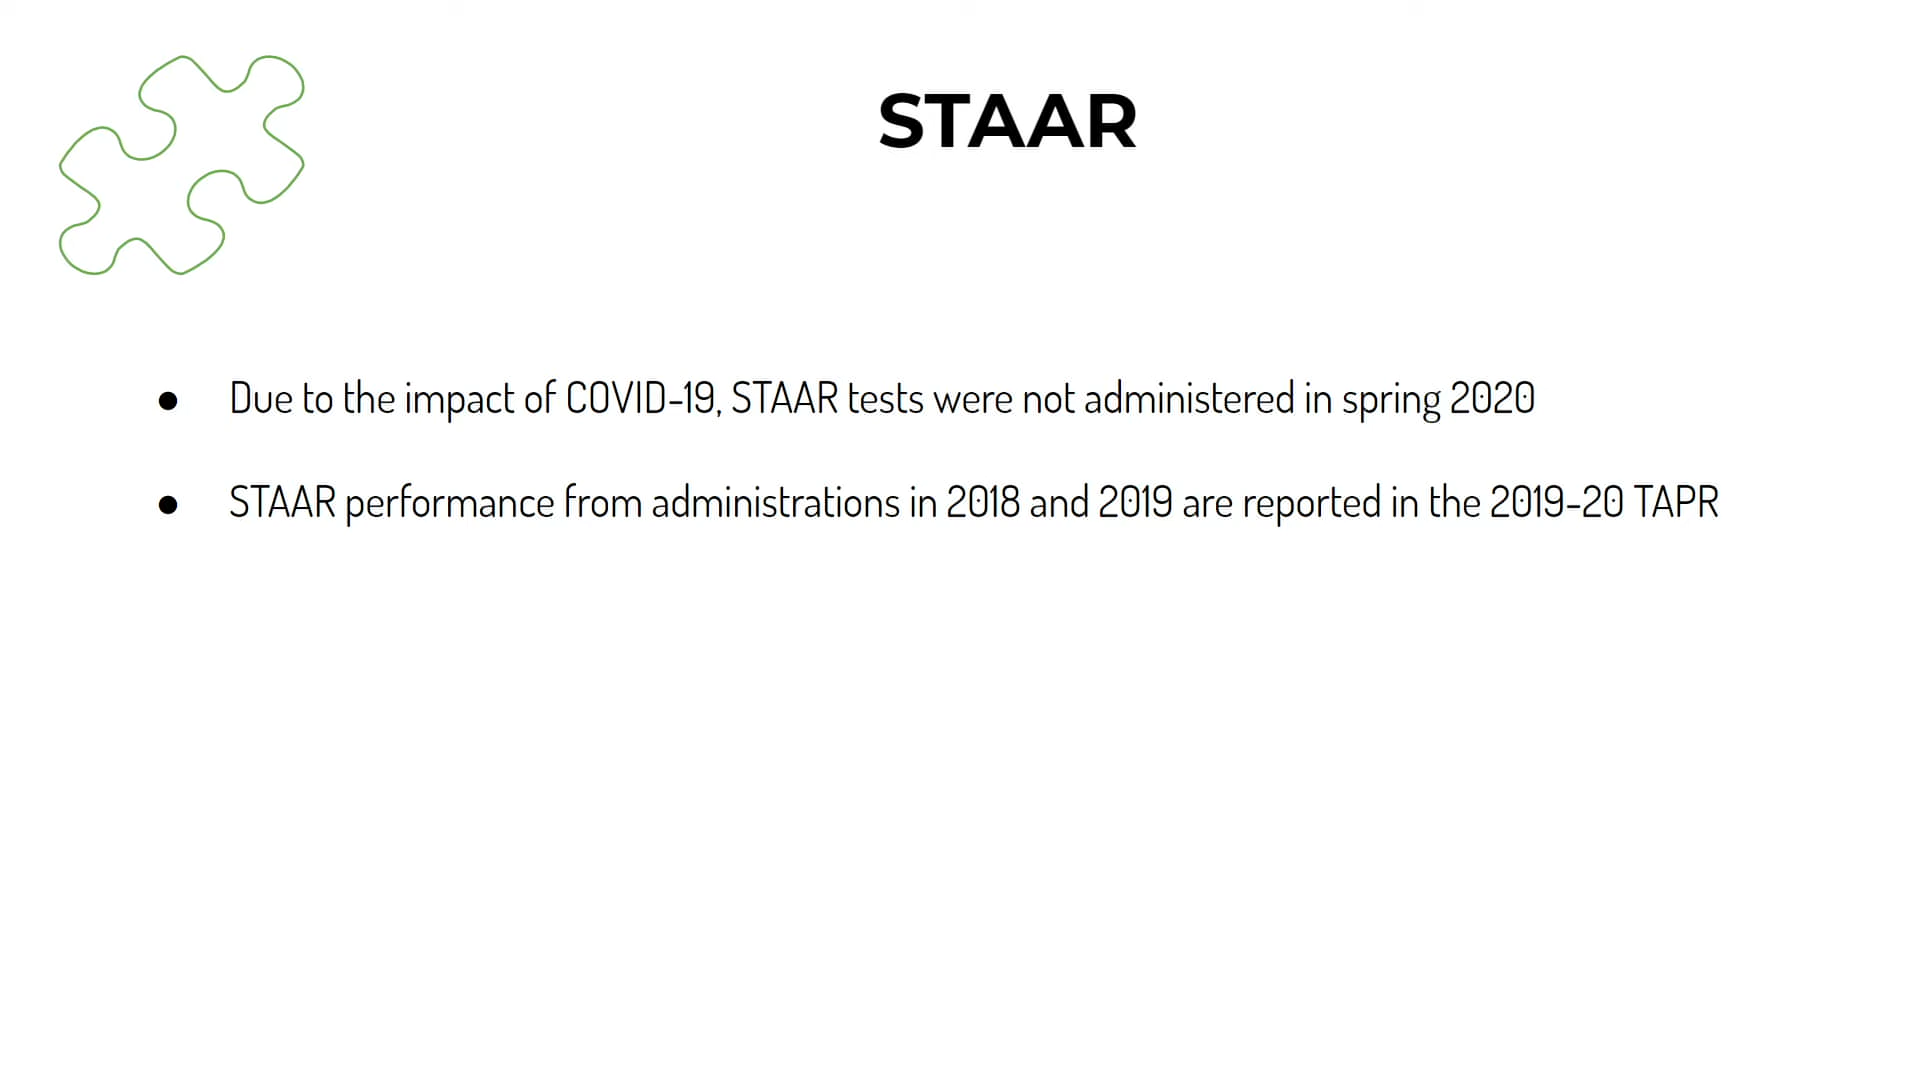 STAAR
● Due to the impact of COVID-19, STAAR tests were not administered in spring 2020
● STAAR performance from administrations in 2018 and 2019 are reported in the 2019-20 TAPR